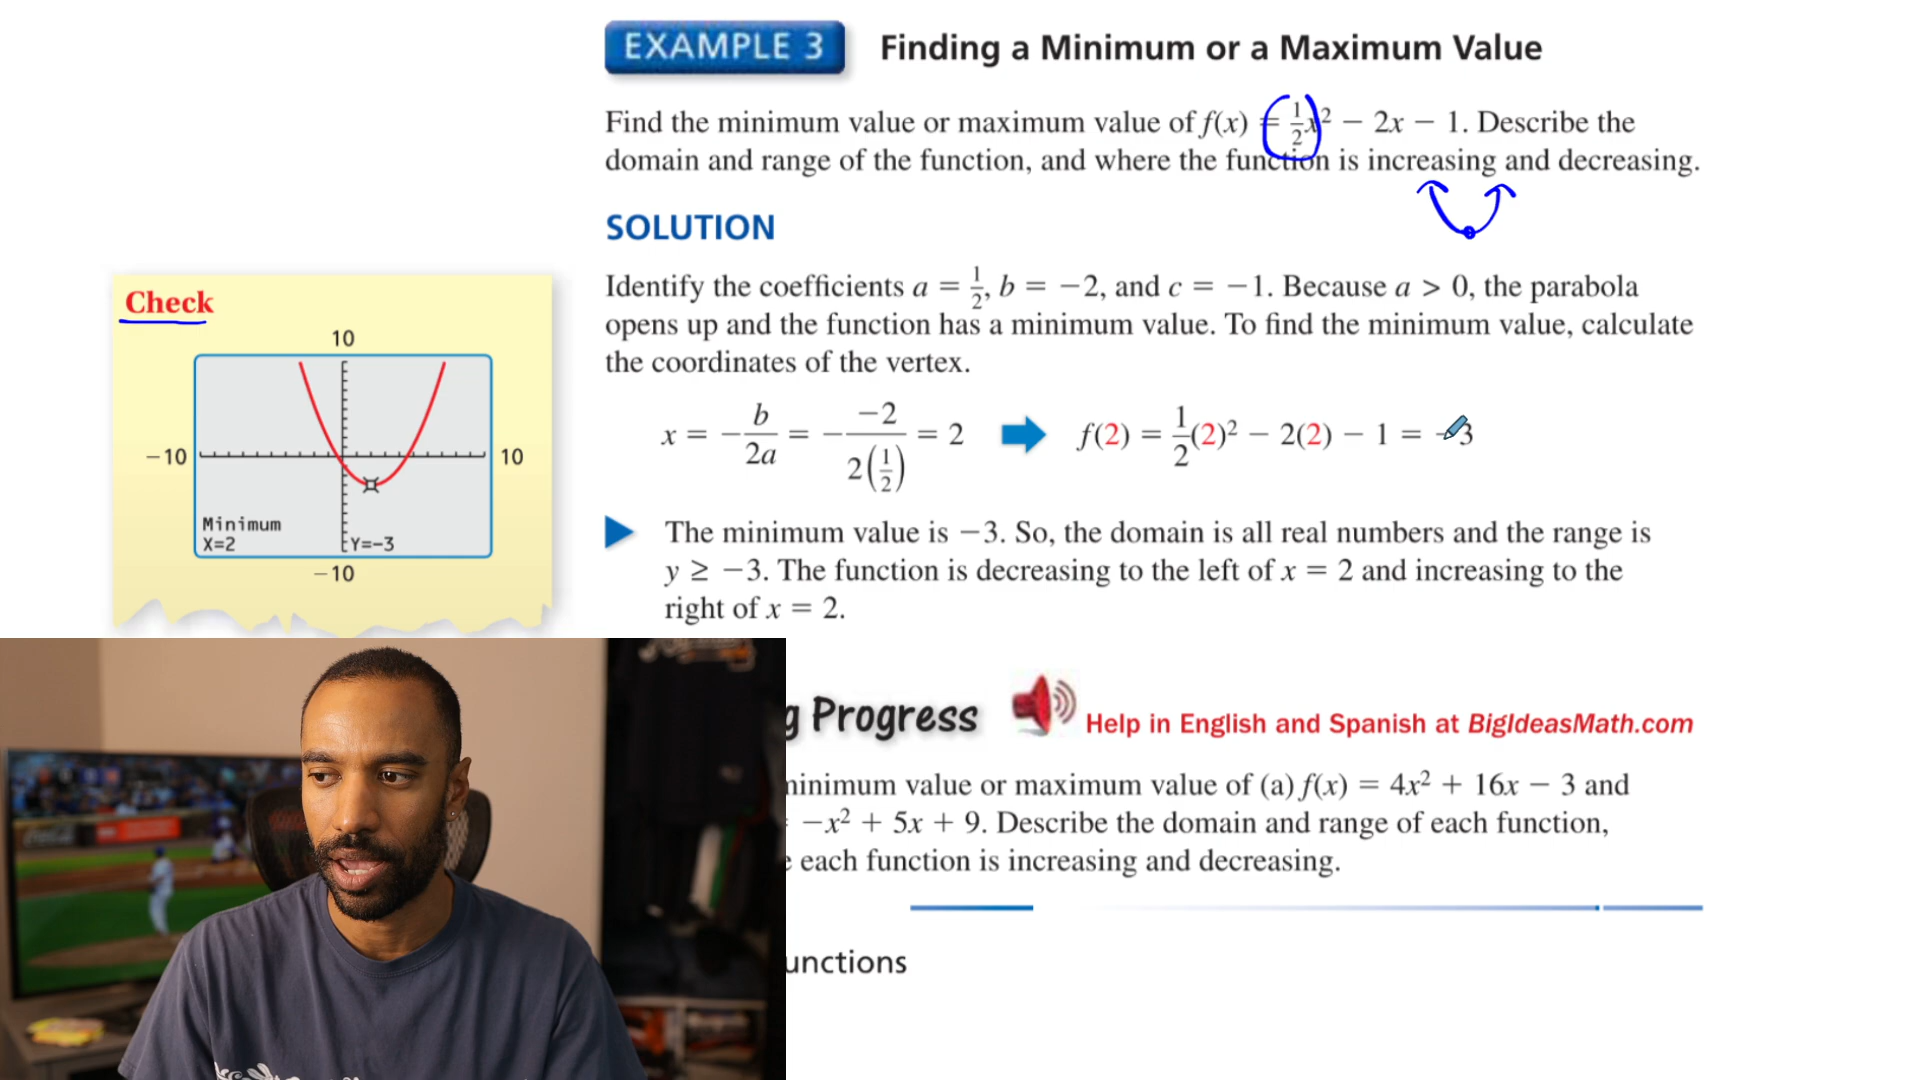 EXAMPLE 3 Finding a Minimum or a Maximum Value
Find the minimum value or maximum value of f(x) = 1/2 x² − 2x − 1. Describe the
domain and range of the function, and where the function is increasing and decreasing.
SOLUTION
Identify the coefficients a = 1/2, b = −2, and c = −1. Because a > 0, the parabola
opens up and the function has a minimum value. To find the minimum value, calculate
the coordinates of the vertex.
x = − b/2a = − −2/2(1/2) = 2 f(2) = 1/2(2)² − 2(2) − 1 = −3
The minimum value is −3. So, the domain is all real numbers and the range is
y ≥ −3. The function is decreasing to the left of x = 2 and increasing to the
right of x = 2.
Check
10
−10
10
Minimum
X=2 Y=−3
−10
g Progress Help in English and Spanish at BigIdeasMath.com
minimum value or maximum value of (a) f(x) = 4x² + 16x − 3 and
= −x² + 5x + 9. Describe the domain and range of each function,
e each function is increasing and decreasing.
unctions